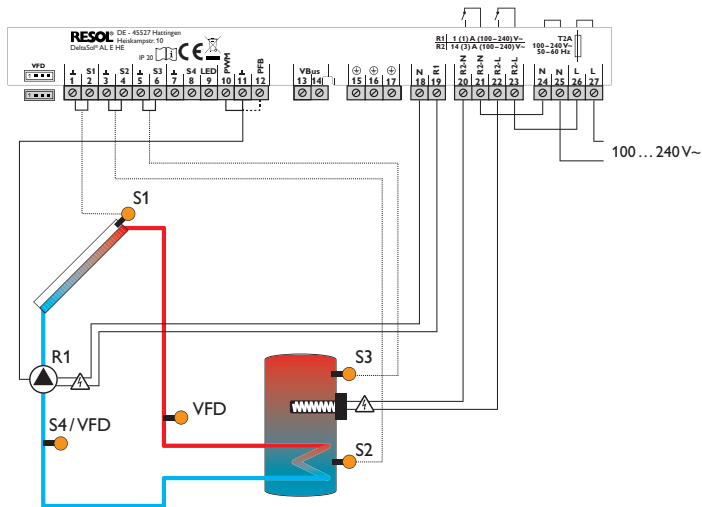 RESOL® DE - 45527 Hattingen
Heiskampstr. 10
DeltaSol® AL E HE
IP 20
R1 1 (1) A (100–240) V~
R2 14 (3) A (100–240) V~
T2A
100–240 V~
50–60 Hz
VFD
1
S1 S2 S3 S4 LED PWM PFB
1 2 3 4 5 6 7 8 9 10 11 12
VBus
13 14
15 16 17
N R1
18 19
R2-N R2-N R2-L R2-L
20 21 22 23
N N L L
24 25 26 27
1
100 ... 240 V~
S1
R1
S3
VFD
S4 / VFD
S2